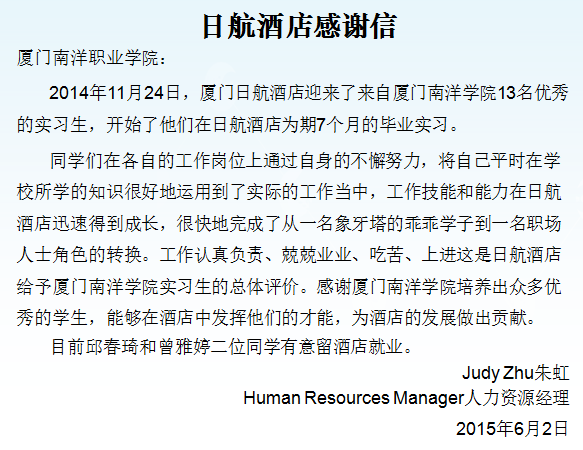 日航酒店感谢信
厦门南洋职业学院：
2014年11月24日，厦门日航酒店迎来了来自厦门南洋学院13名优秀
的实习生，开始了他们在日航酒店为期7个月的毕业实习。
同学们在各自的工作岗位上通过自身的不懈努力，将自己平时在学
校所学的知识很好地运用到了实际的工作当中，工作技能和能力在日航
酒店迅速得到成长，很快地完成了从一名象牙塔的乖乖学子到一名职场
人士角色的转换。工作认真负责、兢兢业业、吃苦、上进这是日航酒店
给予厦门南洋学院实习生的总体评价。感谢厦门南洋学院培养出众多优
秀的学生，能够在酒店中发挥他们的才能，为酒店的发展做出贡献。
目前邱春琦和曾雅婷二位同学有意留酒店就业。
Judy Zhu朱虹
Human Resources Manager人力资源经理
2015年6月2日